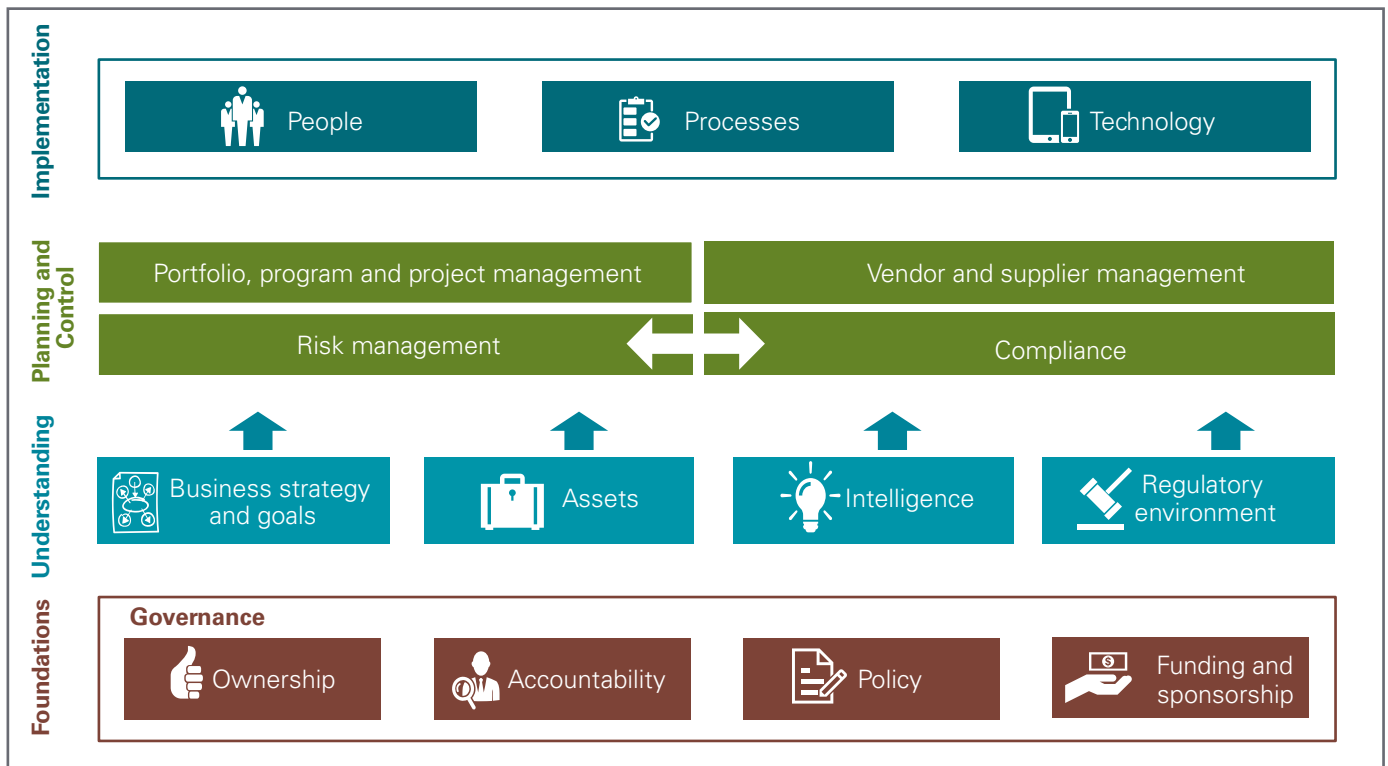 Implementation
People
Processes
Technology
Planning and
Control
Portfolio, program and project management
Vendor and supplier management
Risk management
Compliance
Understanding
Business strategy
and goals
Assets
Intelligence
Regulatory
environment
Foundations
Governance
Ownership
Accountability
Policy
$
Funding and
sponsorship